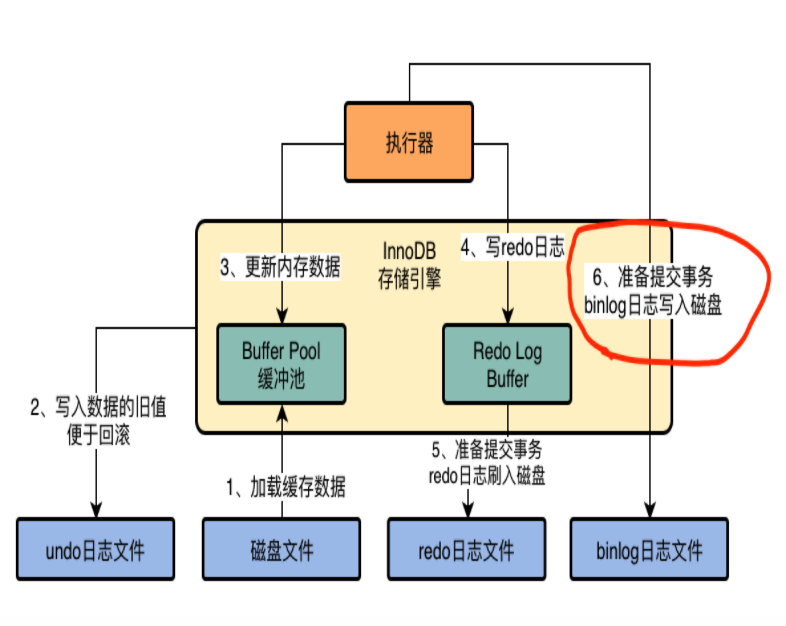 执行器
InnoDB
存储引擎
4、写redo日志
3、更新内存数据
6、准备提交事务
binlog日志写入磁盘
Buffer Pool
缓冲池
Redo Log
Buffer
2、写入数据的旧值
便于回滚
5、准备提交事务
redo日志刷入磁盘
1、加载缓存数据
undo日志文件
磁盘文件
redo日志文件
binlog日志文件